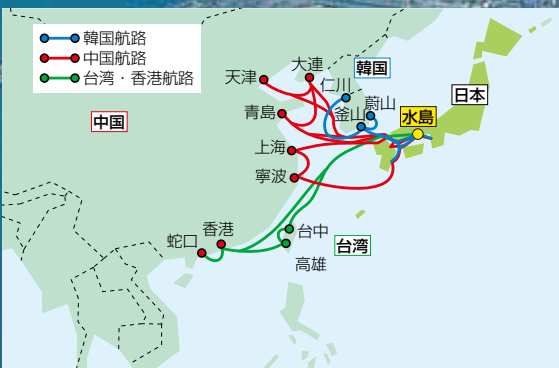 韓国航路
中国航路
台湾・香港航路
大連
韓国
天津
仁川
日本
蔚山
青島
釜山
水島
中国
上海
寧波
香港
台中
蛇口
台湾
高雄